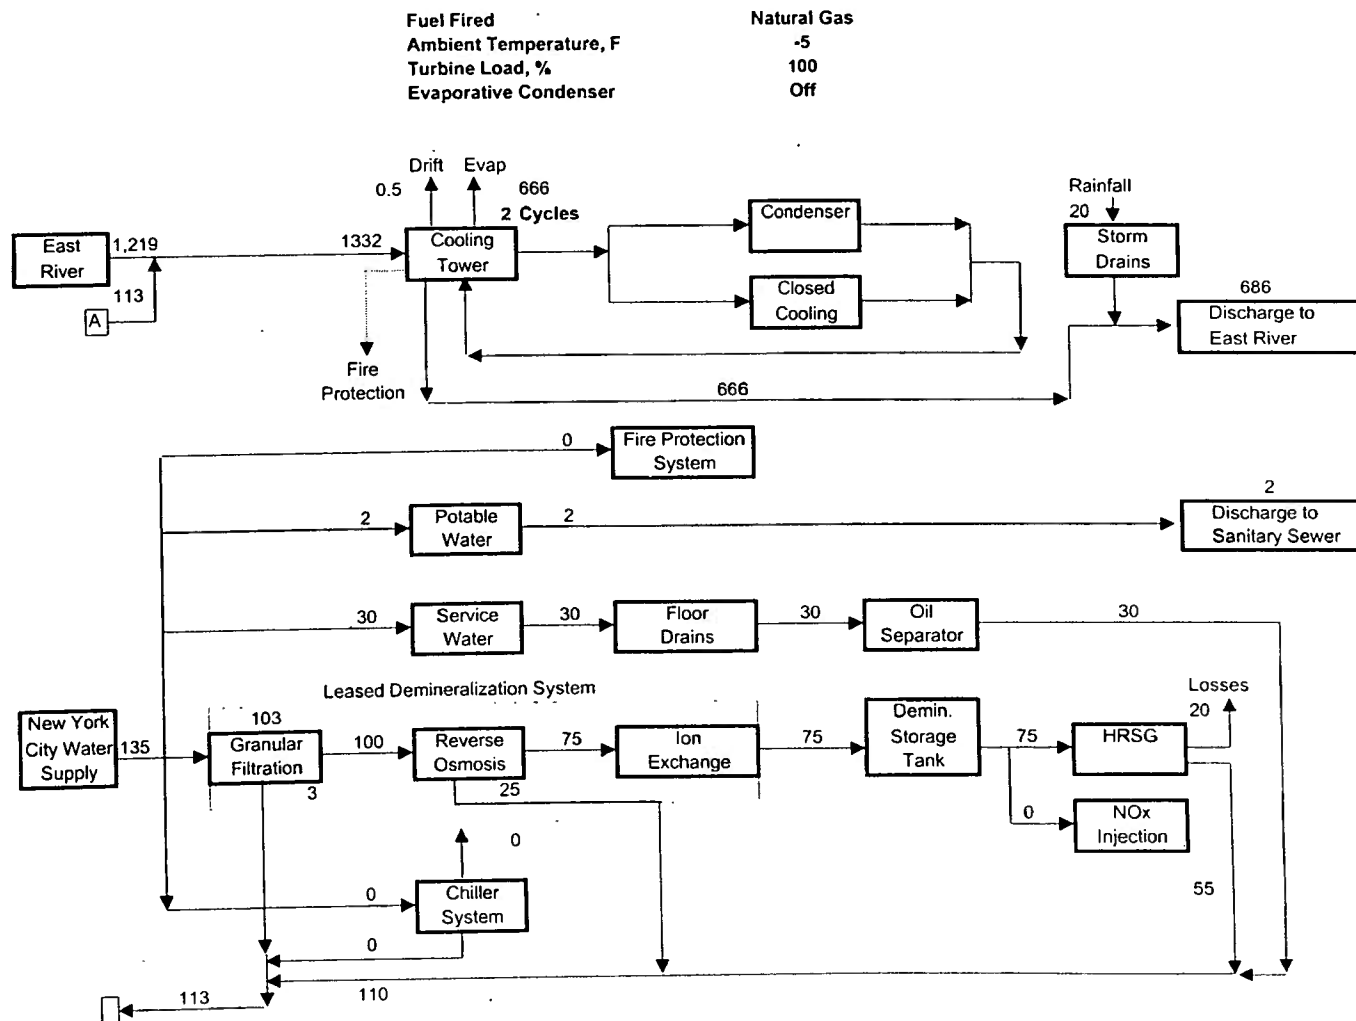 Fuel Fired Natural Gas
Ambient Temperature, F -5
Turbine Load, % 100
Evaporative Condenser Off
Drift Evap
0.5 666
2 Cycles
Rainfall
20
East
River
1,219
1332
Cooling
Tower
Condenser
Storm
Drains
113
A
Closed
Cooling
686
Discharge to
East River
Fire
Protection
666
0
Fire Protection
System
2
Potable
Water
2
2
Discharge to
Sanitary Sewer
30
Service
Water
30
Floor
Drains
30
Oil
Separator
30
Leased Demineralization System
New York
City Water
Supply
135
103
Granular
Filtration
3
100
Reverse
Osmosis
25
75
Ion
Exchange
75
Demin.
Storage
Tank
75
HRSG
Losses
20
0
NOx
Injection
0
0
Chiller
System
55
0
110
113